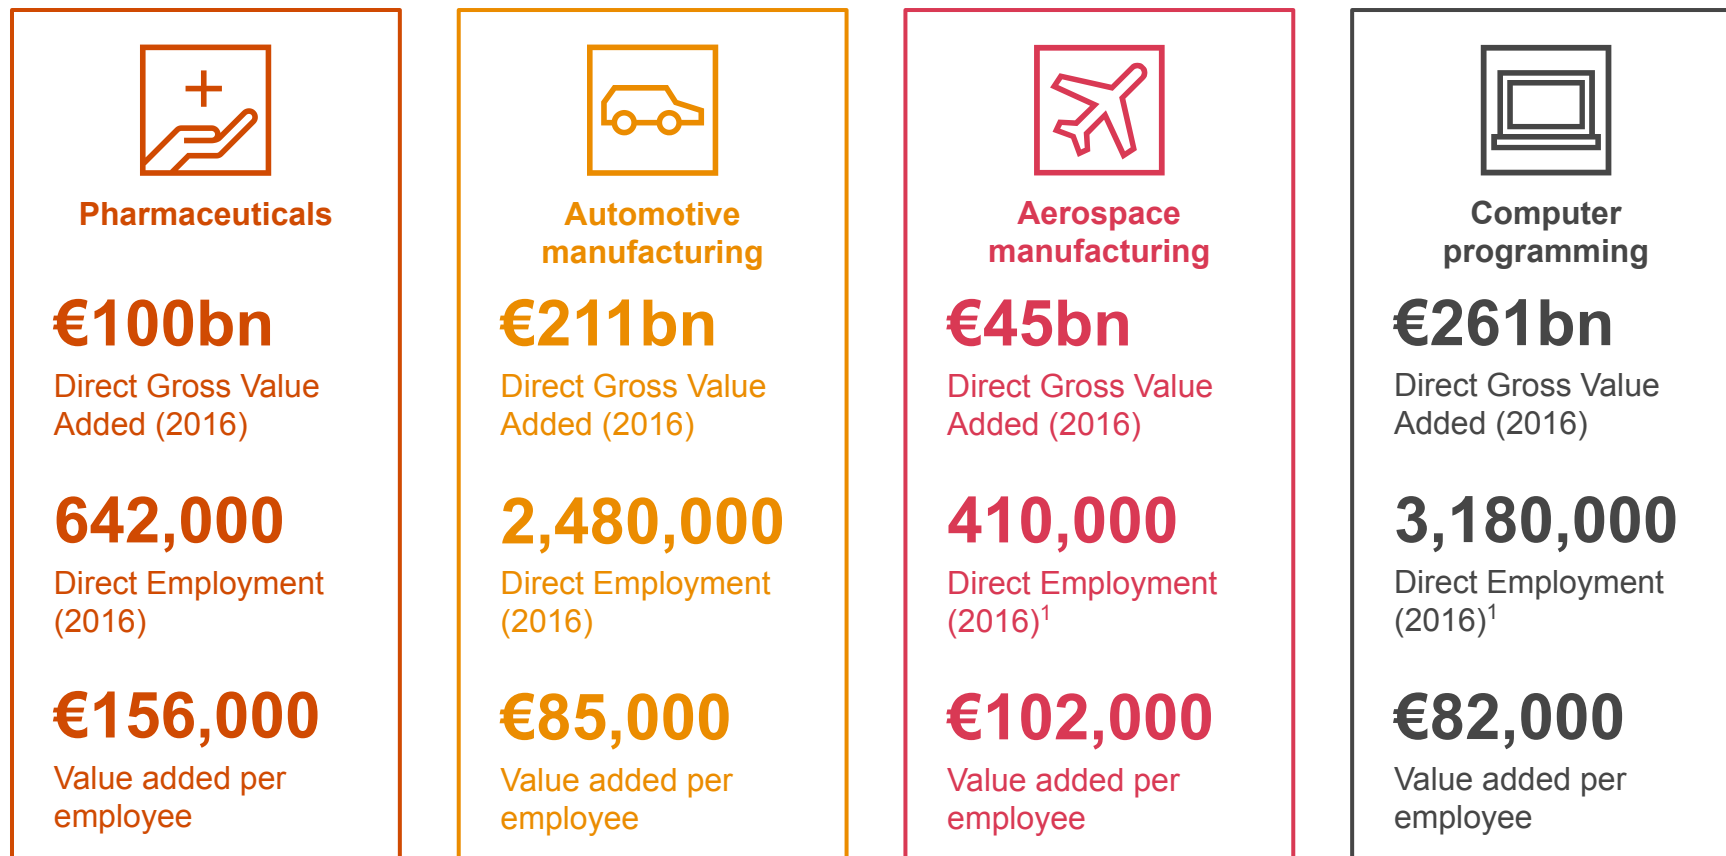 Pharmaceuticals
€100bn
Direct Gross Value
Added (2016)
642,000
Direct Employment
(2016)
€156,000
Value added per
employee
Automotive
manufacturing
€211bn
Direct Gross Value
Added (2016)
2,480,000
Direct Employment
(2016)
€85,000
Value added per
employee
Aerospace
manufacturing
€45bn
Direct Gross Value
Added (2016)
410,000
Direct Employment
(2016)¹
€102,000
Value added per
employee
Computer
programming
€261bn
Direct Gross Value
Added (2016)
3,180,000
Direct Employment
(2016)¹
€82,000
Value added per
employee